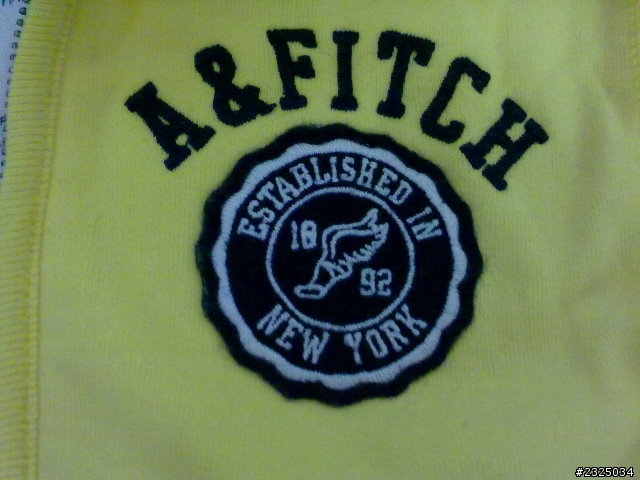 A&FITCH
ESTABLISHED IN
18
92
NEW YORK
#2325034